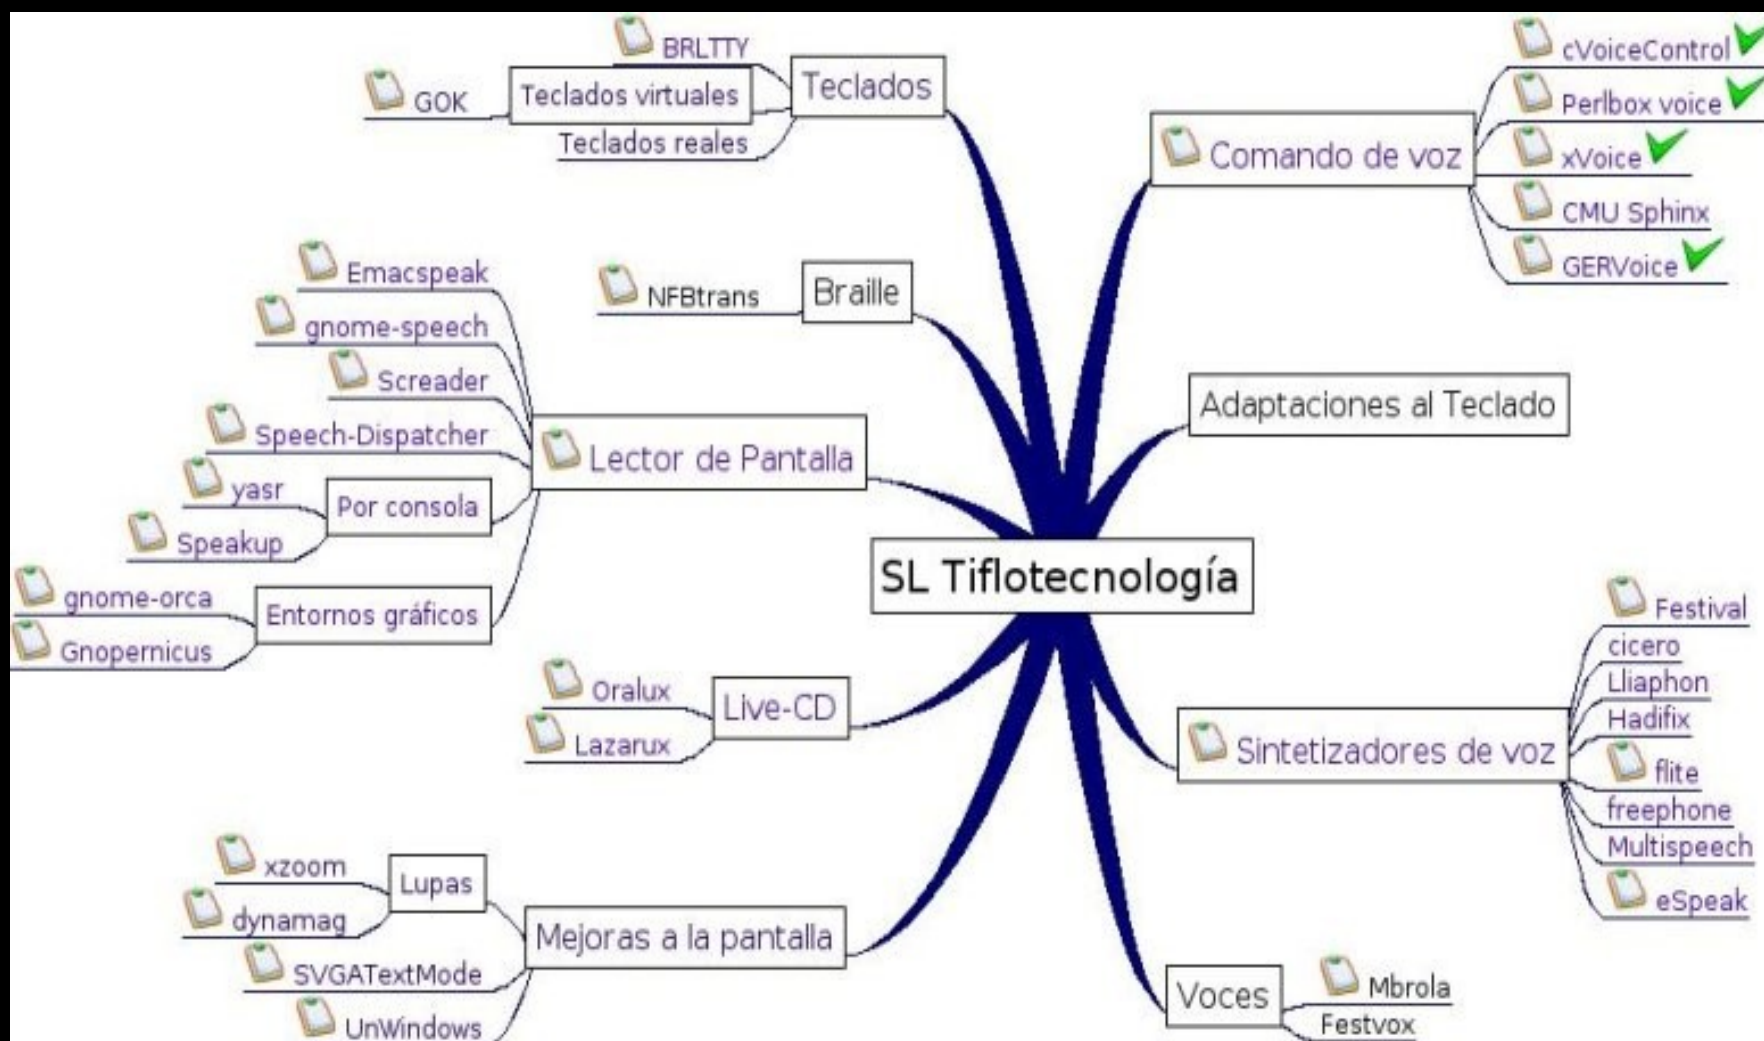 BRLTTY
Teclados
GOK
Teclados virtuales
Teclados reales
NFBtrans
Braille
Emacspeak
gnome-speech
Screader
Speech-Dispatcher
Lector de Pantalla
yasr
Por consola
Speakup
gnome-orca
Entornos gráficos
Gnopernicus
Oralux
Live-CD
Lazarux
xzoom
Lupas
dynamag
Mejoras a la pantalla
SVGATextMode
UnWindows
SL Tiflotecnología
cVoiceControl
Perlbox voice
Comando de voz
xVoice
CMU Sphinx
GERVoice
Adaptaciones al Teclado
Festival
cicero
Lliaphon
Hadifix
Sintetizadores de voz
flite
freephone
Multispeech
eSpeak
Voces
Mbrola
Festvox